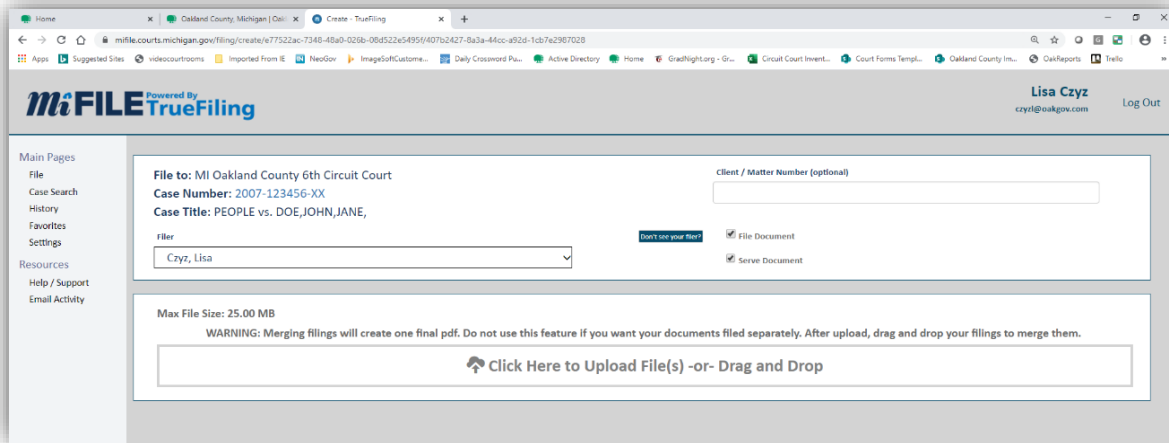 Home
Oakland County, Michigan | Oakl
Create - TrueFiling
mifile.courts.michigan.gov/filing/create/e77522ac-7348-48a0-026b-08d522e5495f/407b2427-8a3a-44cc-a92d-1cb7e2987028
Apps Suggested Sites videocourtrooms Imported From IE NeoGov ImageSoftCustome... Daily Crossword Pu... Active Directory Home GradNight.org - Gr... Circuit Court Invent... Court Forms Templ... Oakland County Im... OakReports Trello »
MiFILE Powered By TrueFiling
Lisa Czyz
czyzl@oakgov.com
Log Out
Main Pages
File
Case Search
History
Favorites
Settings
Resources
Help / Support
Email Activity
File to: MI Oakland County 6th Circuit Court
Case Number: 2007-123456-XX
Case Title: PEOPLE vs. DOE,JOHN,JANE,
Client / Matter Number (optional)
Filer
Don't see your filer?
Czyz, Lisa
File Document
Serve Document
Max File Size: 25.00 MB
WARNING: Merging filings will create one final pdf. Do not use this feature if you want your documents filed separately. After upload, drag and drop your filings to merge them.
Click Here to Upload File(s) -or- Drag and Drop